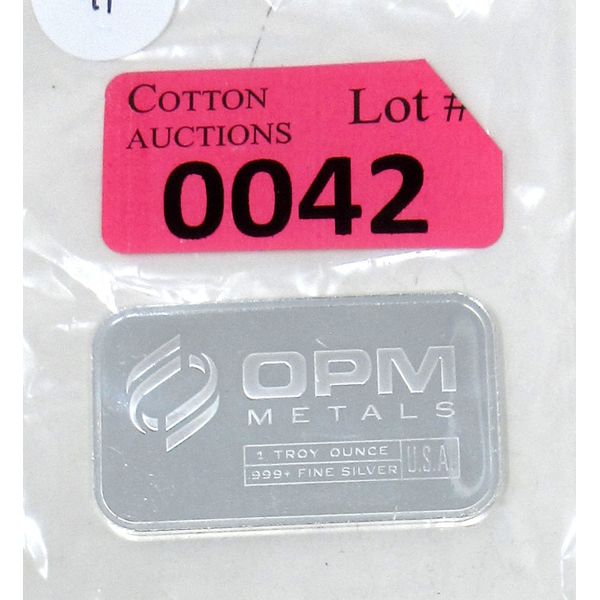 COTTON
AUCTIONS
Lot #
0042
OPM
METALS
1 TROY OUNCE
.999+ FINE SILVER
U.S.A.